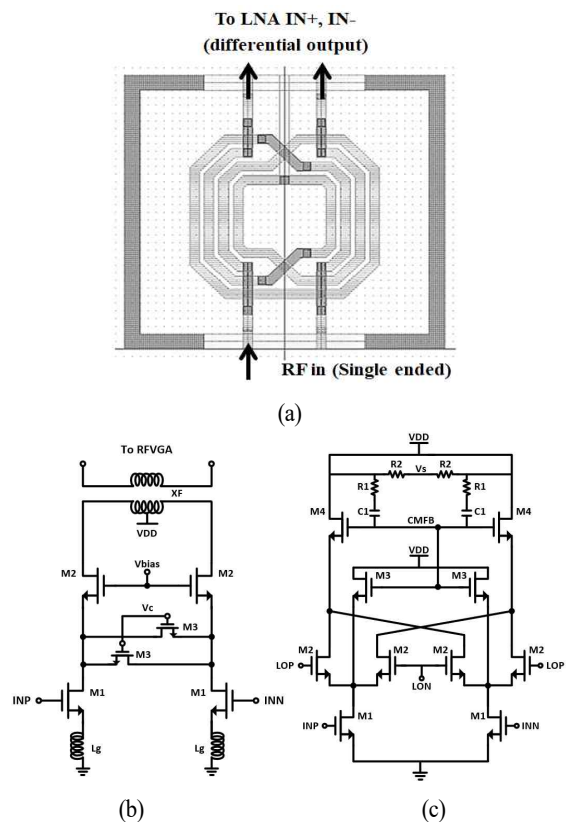 To LNA IN+, IN-
(differential output)
RF in (Single ended)
(a)
To RFVGA
XF
VDD
Vbias
M2
M2
Vc
M3
M3
INP
M1
M1
INN
Lg
Lg
(b)
VDD
R2
Vs
R2
R1
R1
C1
C1
M4
M4
CMFB
VDD
M3
M3
M2
M2
M2
M2
LOP
LON
LOP
INP
M1
M1
INN
(c)